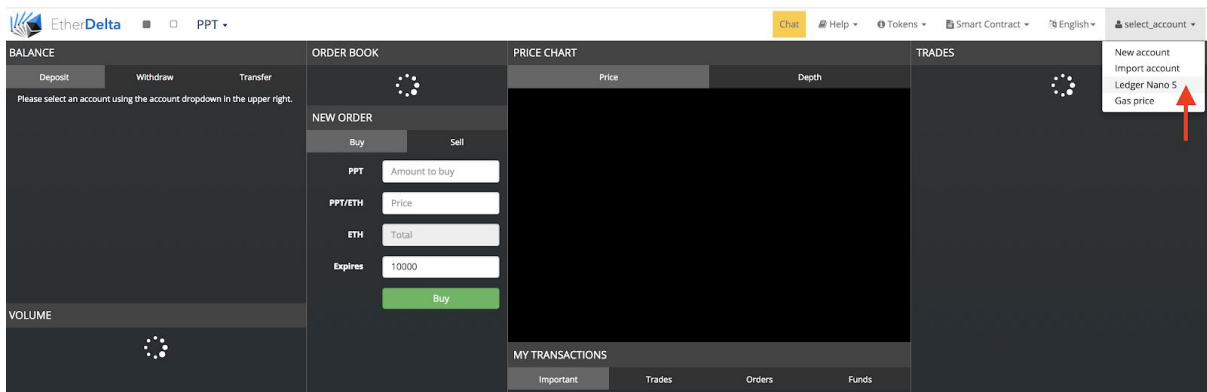 EtherDelta PPT Chat Help Tokens Smart Contract English select_account
BALANCE
Deposit Withdraw Transfer
Please select an account using the account dropdown in the upper right.
VOLUME
ORDER BOOK
NEW ORDER
Buy Sell
PPT Amount to buy
PPT/ETH Price
ETH Total
Expires 10000
Buy
PRICE CHART
Price Depth
MY TRANSACTIONS
Important Trades Orders Funds
TRADES
New account
Import account
Ledger Nano S
Gas price